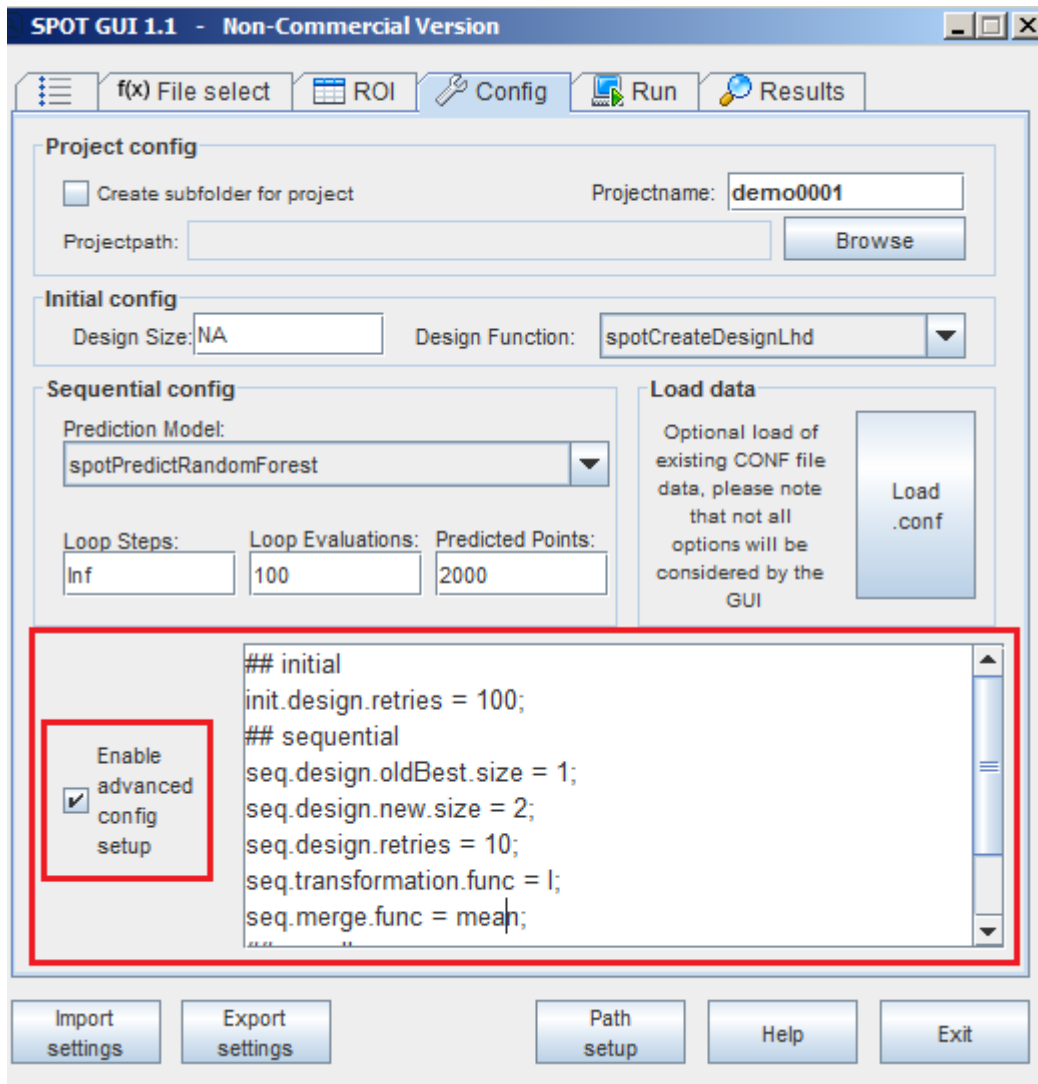 SPOT GUI 1.1 - Non-Commercial Version
f(x) File select ROI Config Run Results
Project config
Create subfolder for project
Projectname: demo0001
Projectpath:
Browse
Initial config
Design Size: NA
Design Function: spotCreateDesignLhd
Sequential config
Prediction Model:
spotPredictRandomForest
Loop Steps: Loop Evaluations: Predicted Points:
Inf 100 2000
Load data
Optional load of
existing CONF file
data, please note
that not all
options will be
considered by the
GUI
Load
.conf
Enable
advanced
config
setup
## initial
init.design.retries = 100;
## sequential
seq.design.oldBest.size = 1;
seq.design.new.size = 2;
seq.design.retries = 10;
seq.transformation.func = I;
seq.merge.func = mean;
Import
settings
Export
settings
Path
setup
Help
Exit